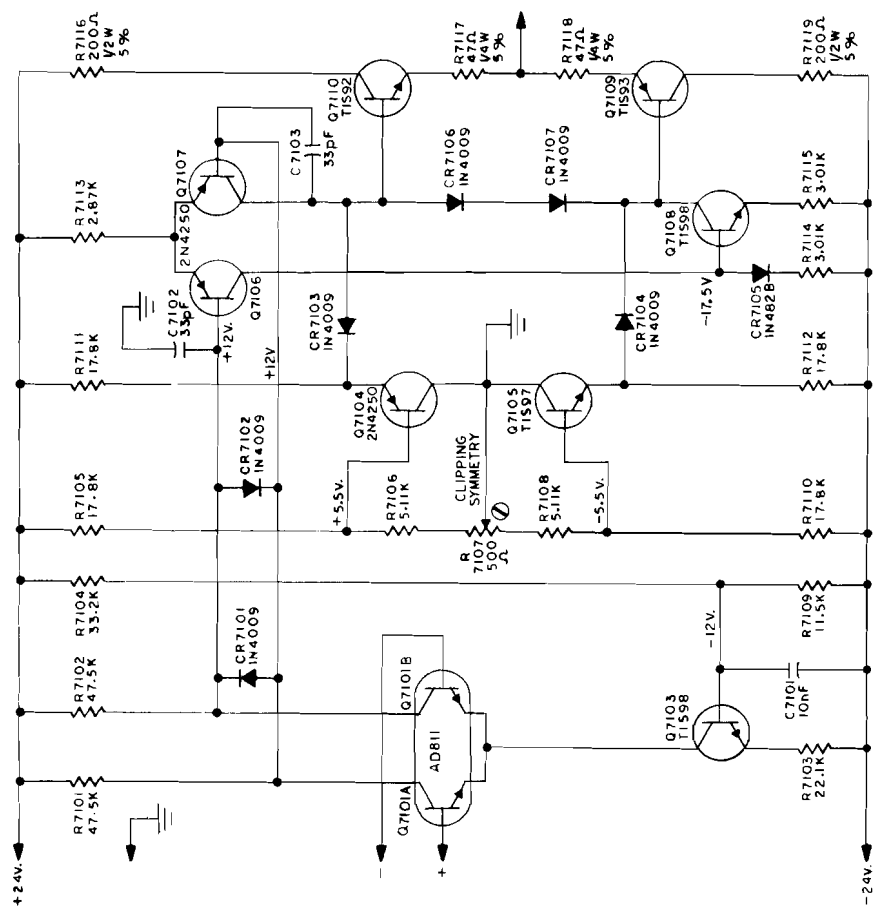 +24V.
R7101
47.5K
R7102
47.5K
R7104
33.2K
R7105
17.8K
R7111
17.8K
C7102
33pF
+12V.
+12V
R7113
2.87K
2N4250
Q7107
Q7106
R7116
200Ω
1/2W
5%
C7103
33pF
Q7110
TIS92
R7117
47Ω
1/4W
5%
R7118
47Ω
1/4W
5%
Q7109
TIS93
R7119
200Ω
1/2W
5%
CR7101
1N4009
CR7102
1N4009
CR7103
1N4009
CR7106
1N4009
CR7107
1N4009
CR7104
1N4009
Q7104
2N4250
Q7105
TIS97
+5.5V.
R7106
5.11K
CLIPPING
SYMMETRY
R
7107
500
Ω
R7108
5.11K
-5.5V.
-
+
Q7101A
Q7101B
AD811
Q7103
TIS98
-12V.
C7101
10nF
R7103
22.1K
R7109
11.5K
R7110
17.8K
R7112
17.8K
-17.5V
CR7105
1N482B
Q7108
TIS98
R7114
3.01K
R7115
3.01K
-24V.